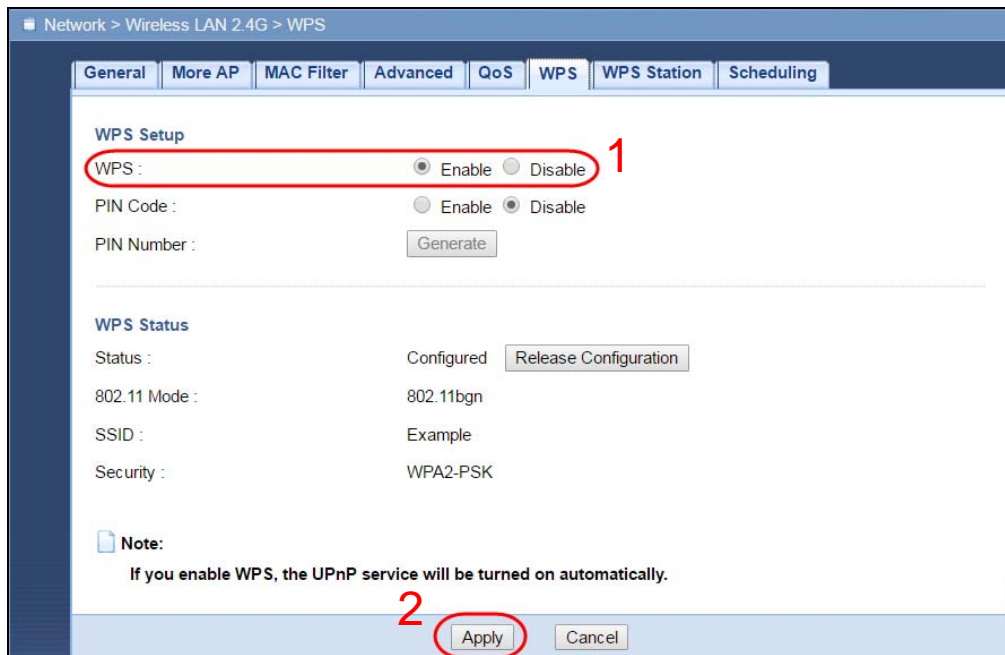 Network > Wireless LAN 2.4G > WPS
General More AP MAC Filter Advanced QoS WPS WPS Station Scheduling
WPS Setup
WPS : Enable Disable 1
PIN Code : Enable Disable
PIN Number : Generate
WPS Status
Status : Configured Release Configuration
802.11 Mode : 802.11bgn
SSID : Example
Security : WPA2-PSK
Note:
If you enable WPS, the UPnP service will be turned on automatically.
2 Apply Cancel